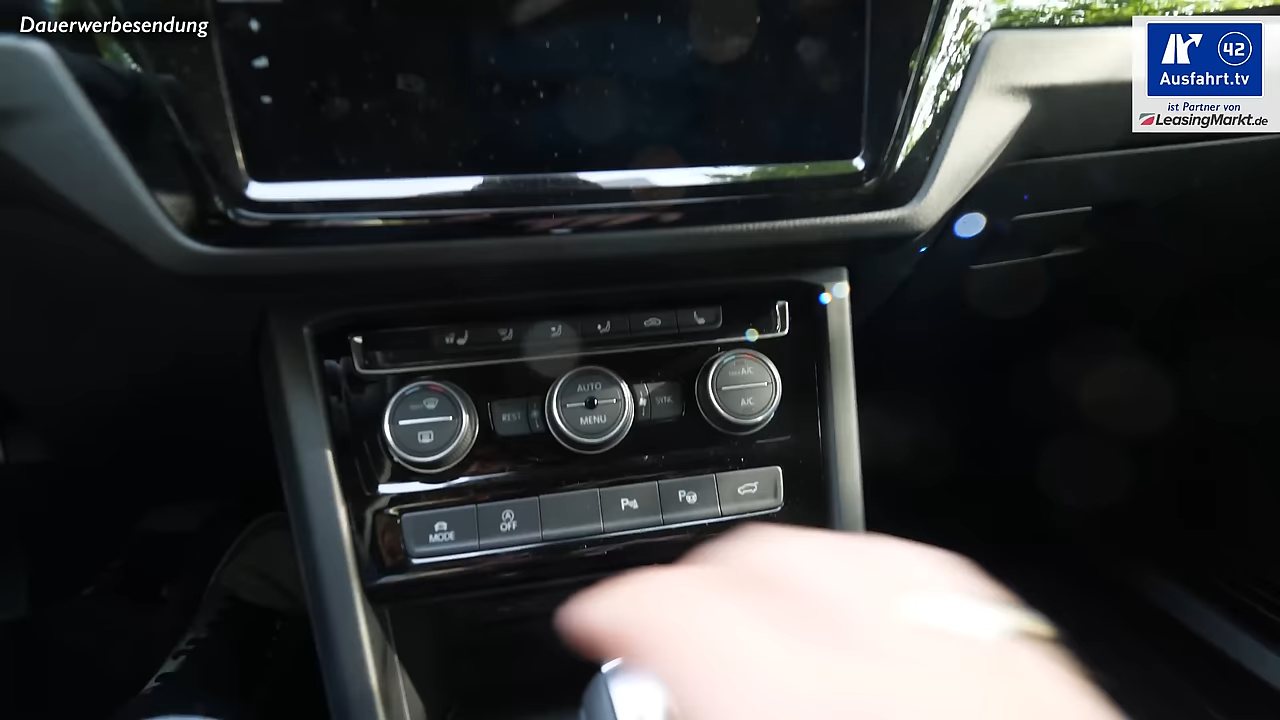 Dauerwerbesendung
42
Ausfahrt.tv
ist Partner von
LeasingMarkt.de
AUTO
MENU
REST
SYNC
A/C
A/C
MODE
OFF
P
P